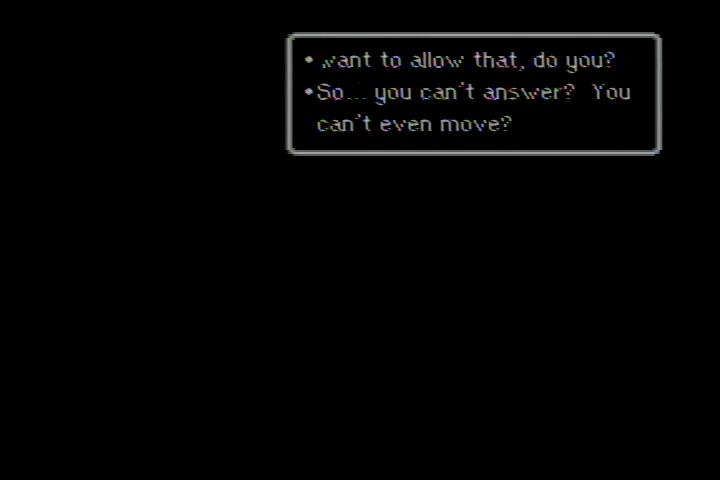 • want to allow that, do you?
•So... you can't answer?  You
can't even move?